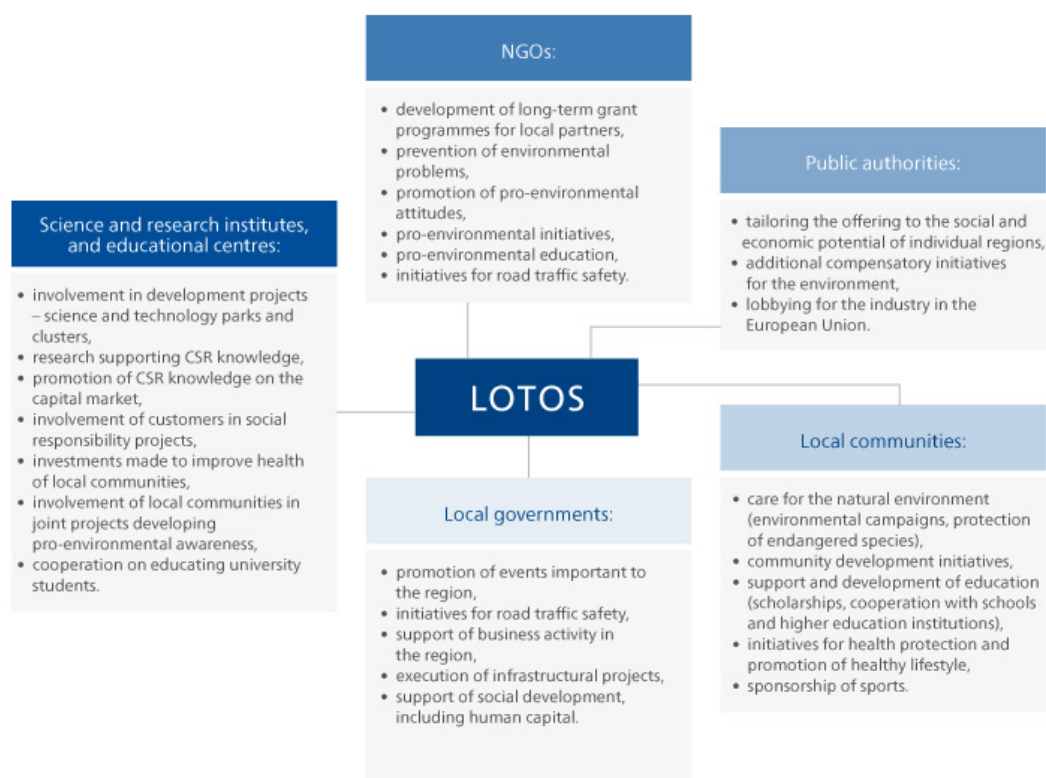 NGOs:
• development of long-term grant
programmes for local partners,
• prevention of environmental
problems,
• promotion of pro-environmental
attitudes,
• pro-environmental initiatives,
• pro-environmental education,
• initiatives for road traffic safety.
Public authorities:
• tailoring the offering to the social and
economic potential of individual regions,
• additional compensatory initiatives
for the environment,
• lobbying for the industry in the
European Union.
Science and research institutes,
and educational centres:
• involvement in development projects
– science and technology parks and
clusters,
• research supporting CSR knowledge,
• promotion of CSR knowledge on the
capital market,
• involvement of customers in social
responsibility projects,
• investments made to improve health
of local communities,
• involvement of local communities in
joint projects developing
pro-environmental awareness,
• cooperation on educating university
students.
LOTOS
Local communities:
• care for the natural environment
(environmental campaigns, protection
of endangered species),
• community development initiatives,
• support and development of education
(scholarships, cooperation with schools
and higher education institutions),
• initiatives for health protection and
promotion of healthy lifestyle,
• sponsorship of sports.
Local governments:
• promotion of events important to
the region,
• initiatives for road traffic safety,
• support of business activity in
the region,
• execution of infrastructural projects,
• support of social development,
including human capital.